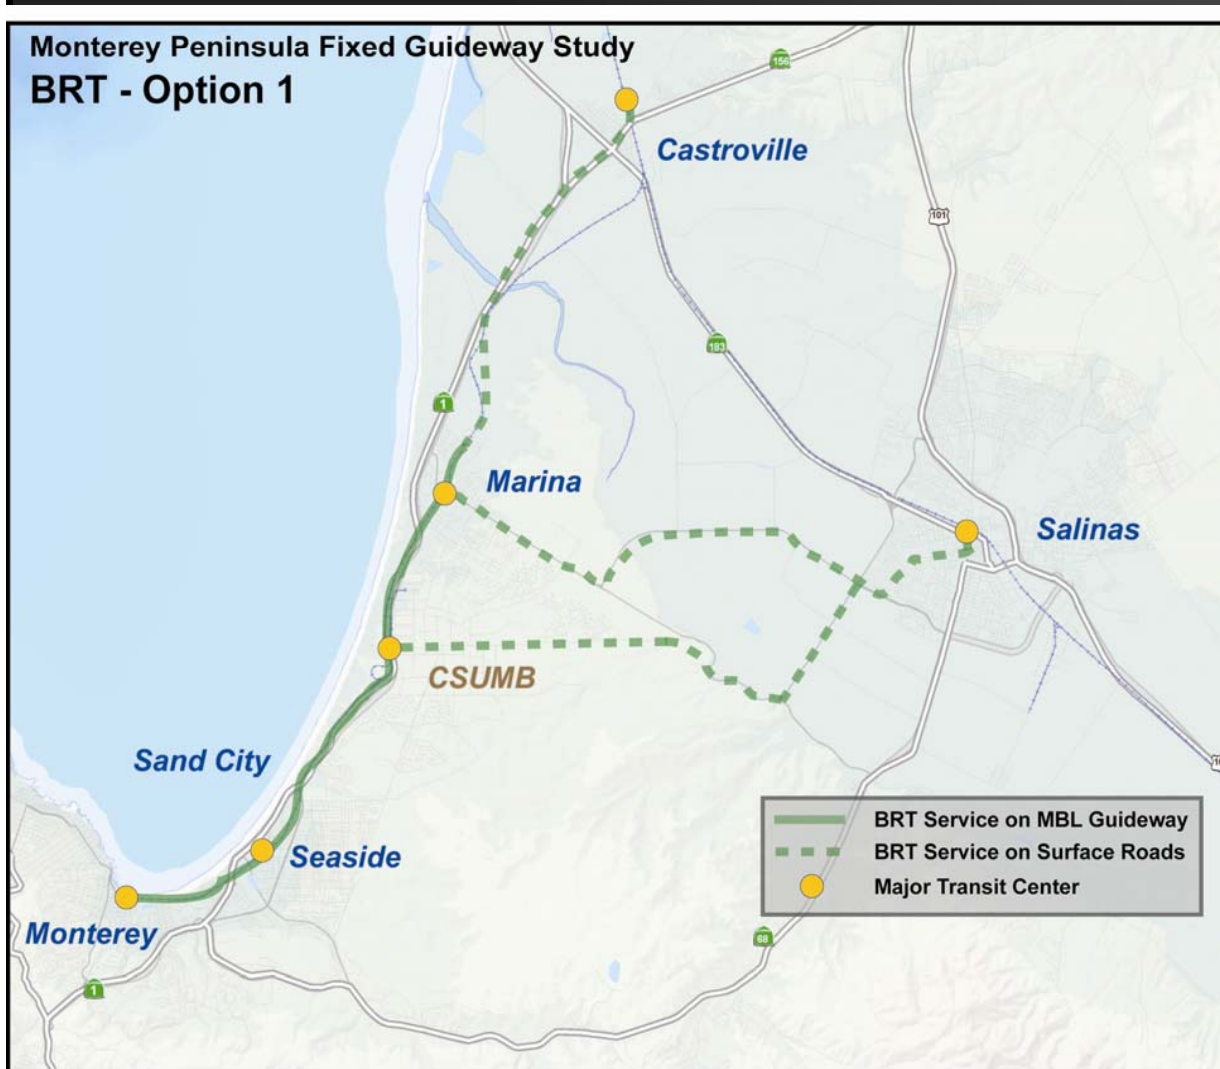 Monterey Peninsula Fixed Guideway Study
BRT - Option 1
156
Castroville
101
183
1
Marina
Salinas
CSUMB
Sand City
Seaside
Monterey
1
68
BRT Service on MBL Guideway
BRT Service on Surface Roads
Major Transit Center